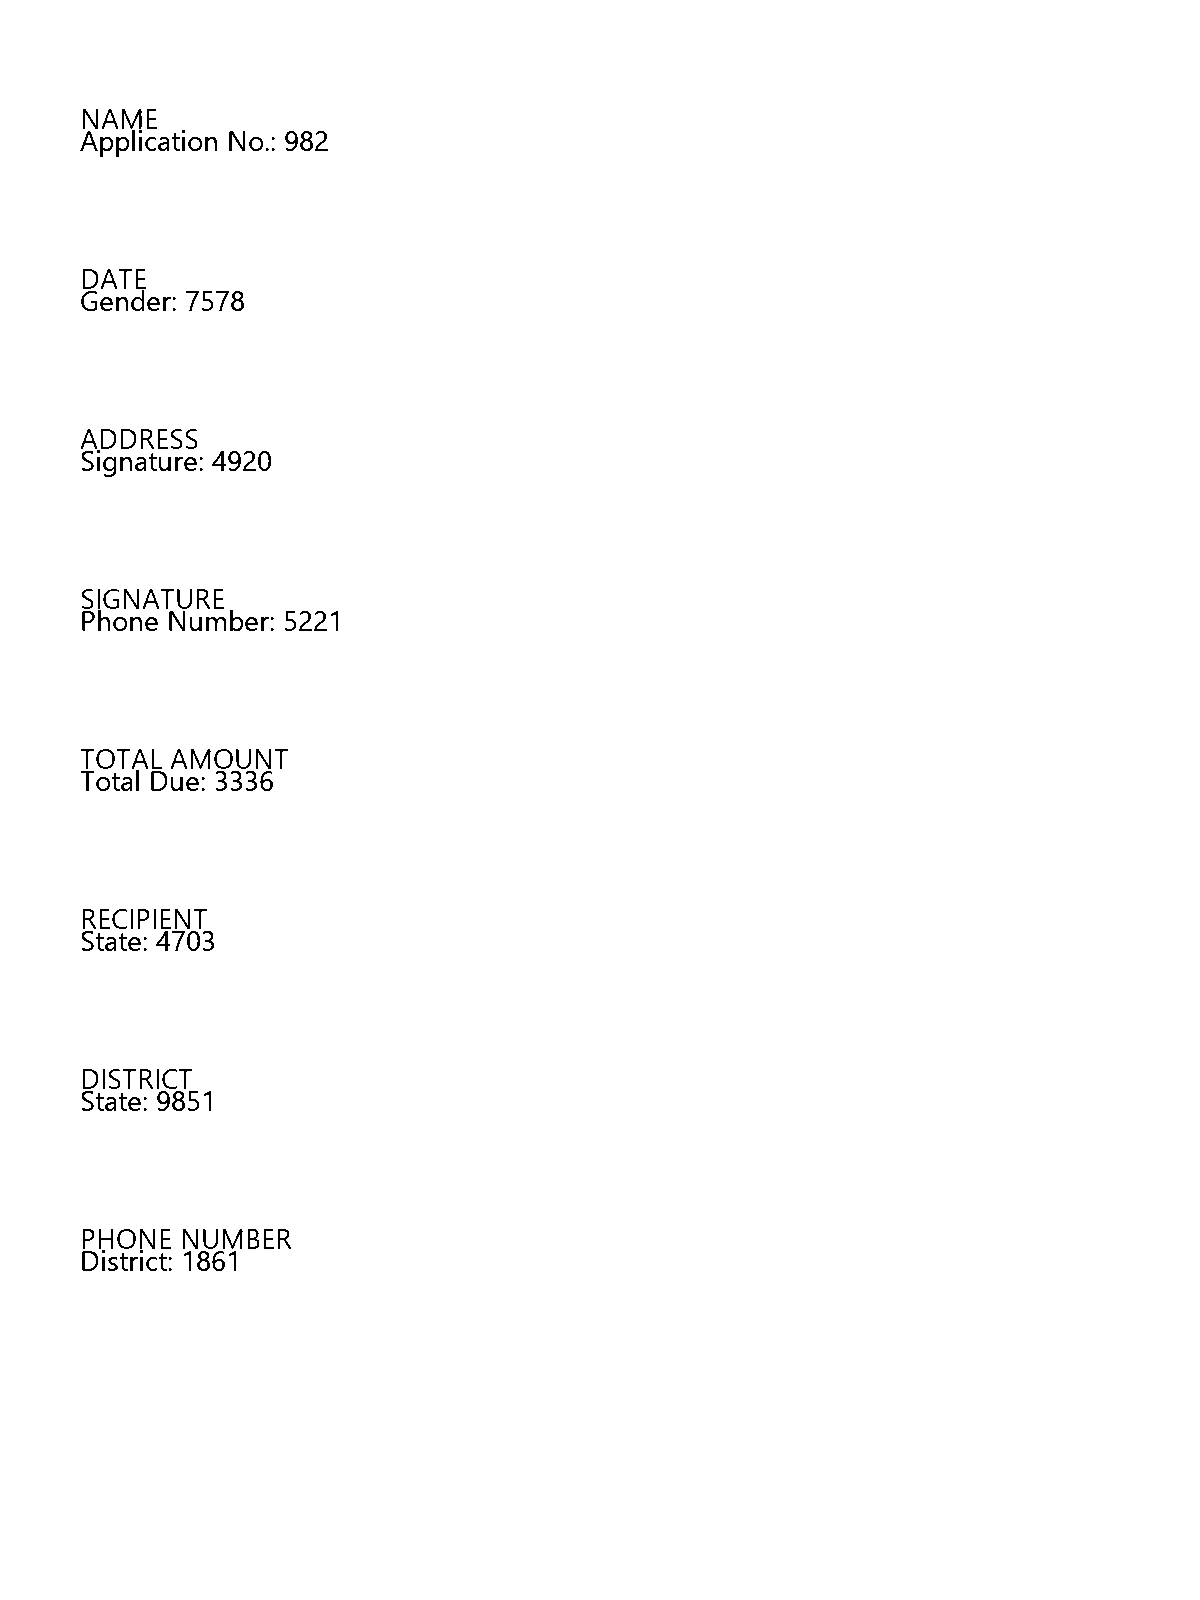 NAME
Application No.: 982
DATE
Gender: 7578
ADDRESS
Signature: 4920
SIGNATURE
Phone Number: 5221
TOTAL AMOUNT
Total Due: 3336
RECIPIENT
State: 4703
DISTRICT
State: 9851
PHONE NUMBER
District: 1861